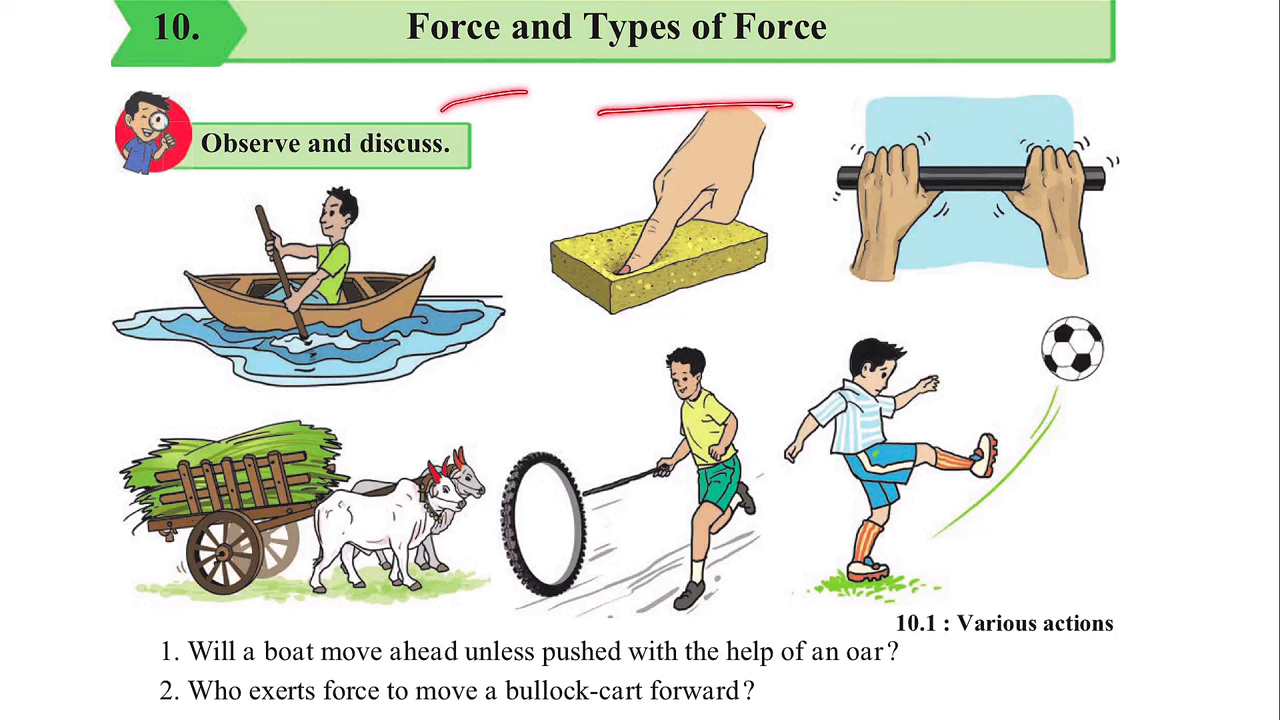 10. Force and Types of Force
Observe and discuss.
10.1 : Various actions
1. Will a boat move ahead unless pushed with the help of an oar?
2. Who exerts force to move a bullock-cart forward?